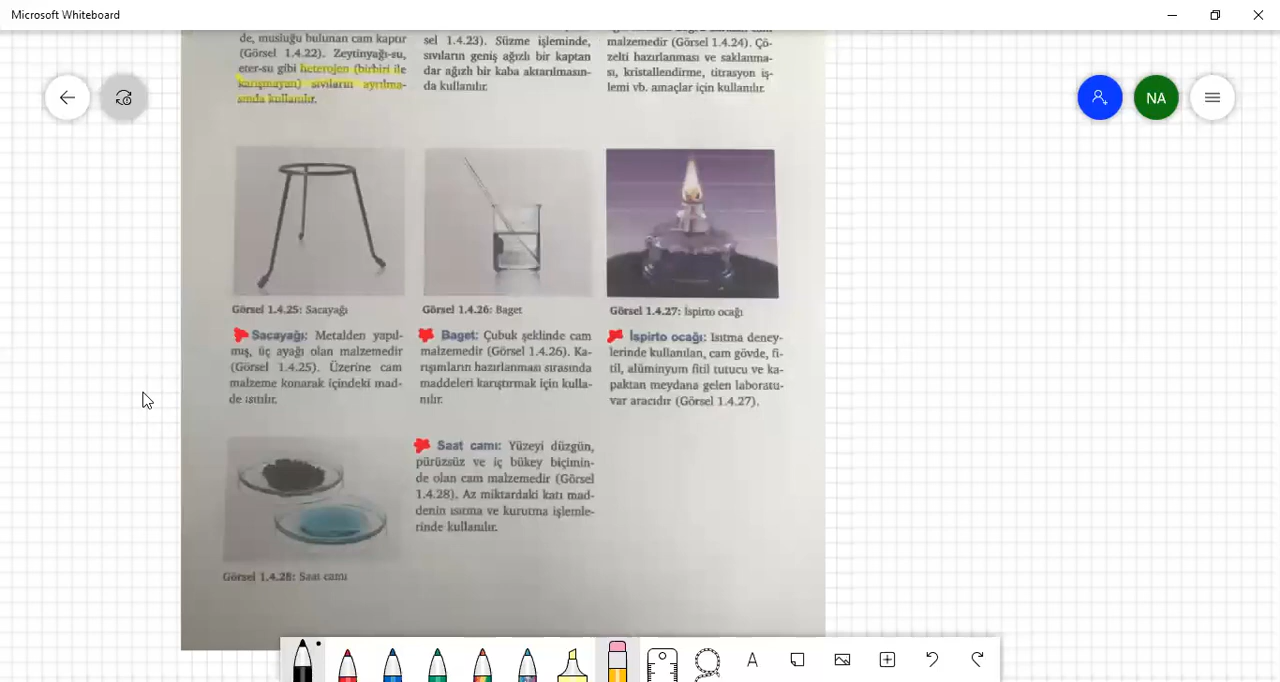 Microsoft Whiteboard
de, musluğu bulunan cam kaptır
(Görsel 1.4.22). Zeytinyağı-su,
eter-su gibi heterojen (birbiri ile
karışmayan) sıvıların ayrılma-
sında kullanılır.
sel 1.4.23). Süzme işleminde,
sıvıların geniş ağızlı bir kaptan
dar ağızlı bir kaba aktarılmasın-
da kullanılır.
malzemedir (Görsel 1.4.24). Çö-
zelti hazırlanması ve saklanma-
sı, kristallendirme, titrasyon iş-
lemi vb. amaçlar için kullanılır.
NA
Görsel 1.4.25: Sacayağı
Görsel 1.4.26: Baget
Görsel 1.4.27: İspirto ocağı
Sacayağı: Metalden yapıl-
mış, üç ayağı olan malzemedir
(Görsel 1.4.25). Üzerine cam
malzeme konarak içindeki mad-
de ısıtılır.
Baget: Çubuk şeklinde cam
malzemedir (Görsel 1.4.26). Ka-
rışımların hazırlanması sırasında
maddeleri karıştırmak için kulla-
nılır.
İspirto ocağı: Isıtma deney-
lerinde kullanılan, cam gövde, fi-
til, alüminyum fitil tutucu ve ka-
paktan meydana gelen laboratu-
var aracıdır (Görsel 1.4.27).
Saat camı: Yüzeyi düzgün,
pürüzsüz ve iç bükey biçimin-
de olan cam malzemedir (Görsel
1.4.28). Az miktardaki katı mad-
denin ısıtma ve kurutma işlemle-
rinde kullanılır.
Görsel 1.4.28: Saat camı